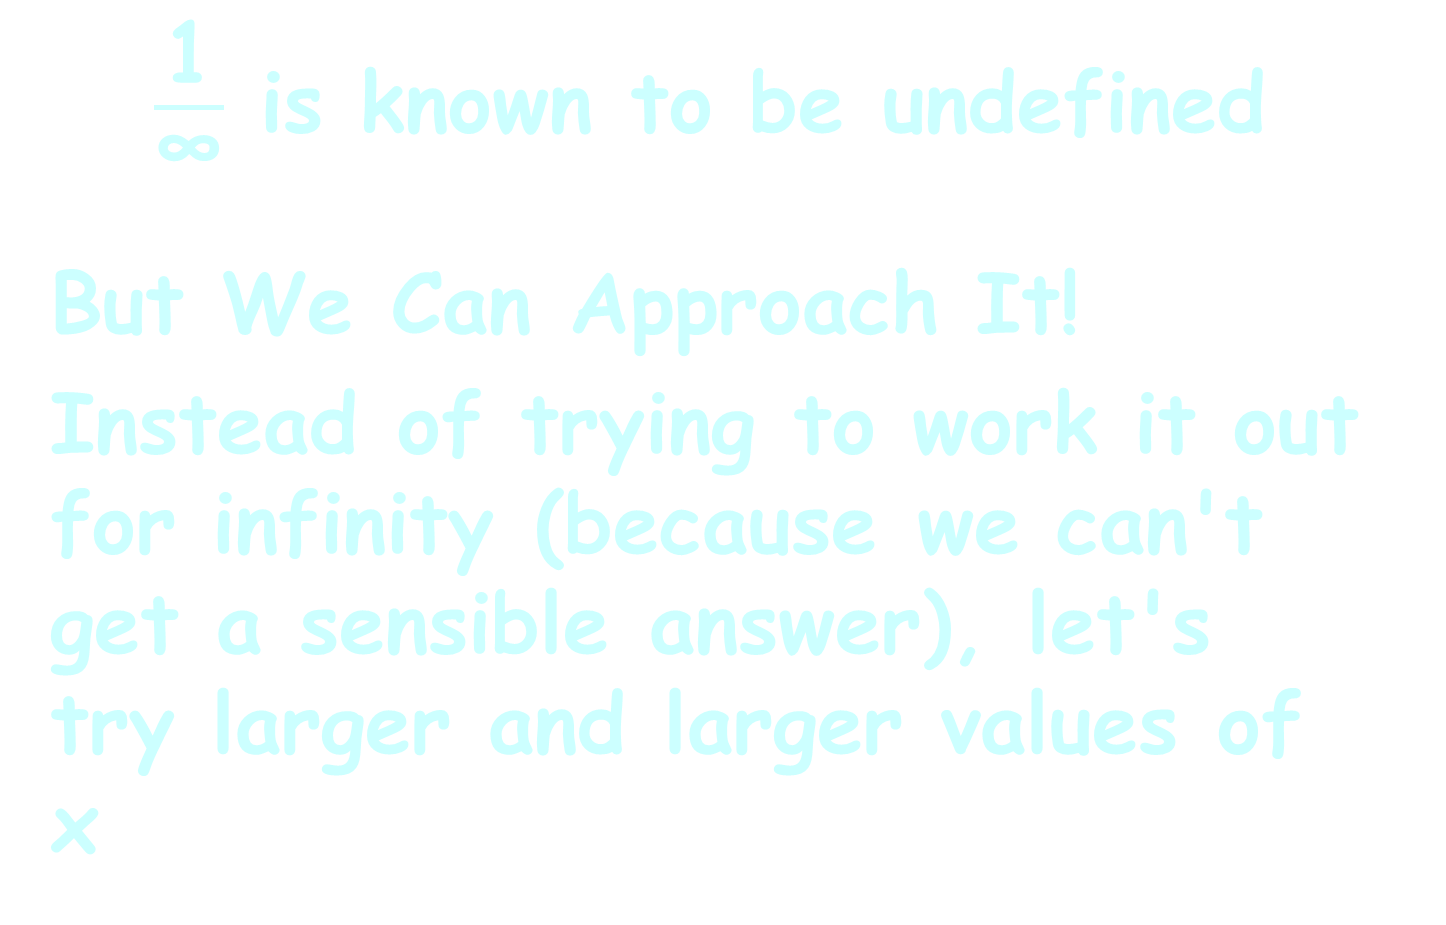 1/∞ is known to be undefined
But We Can Approach It!
Instead of trying to work it out
for infinity (because we can't
get a sensible answer), let's
try larger and larger values of
x